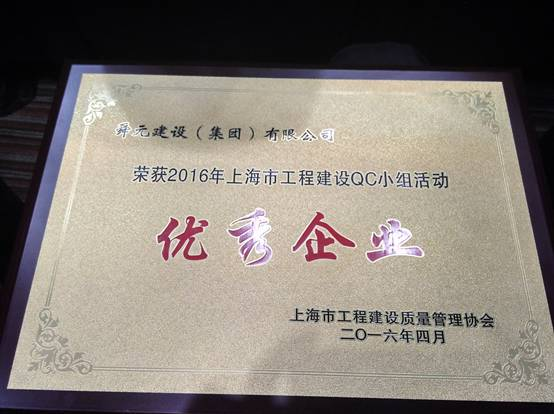 舜元建设（集团）有限公司
荣获2016年上海市工程建设QC小组活动
优秀企业
上海市工程建设质量管理协会
二〇一六年四月